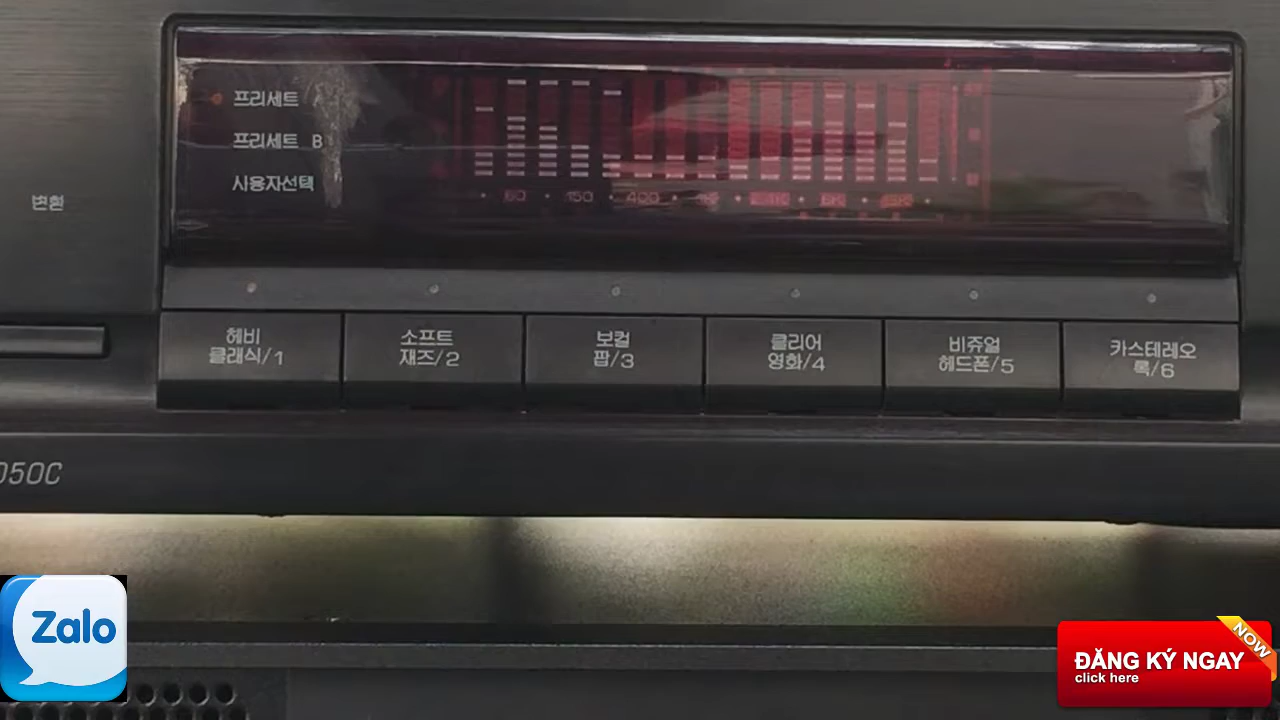 프리세트
프리세트 B
사용자선택
변환
60 · 150 · 400
헤비
클래식/1
소프트
재즈/2
보컬
팝/3
클리어
영화/4
비쥬얼
헤드폰/5
카스테레오
록/6
050C
Zalo
NOW
ĐĂNG KÝ NGAY
click here